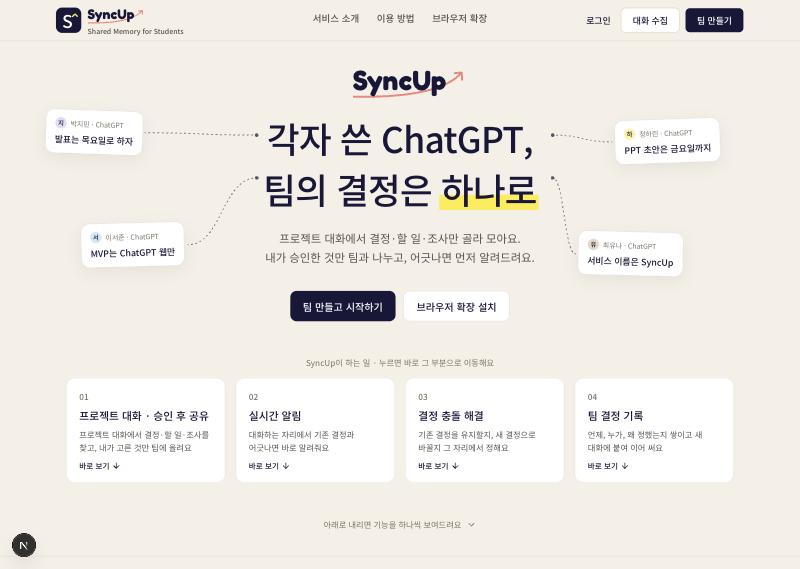 S^
SyncUp
Shared Memory for Students
서비스 소개
이용 방법
브라우저 확장
로그인
대화 수집
팀 만들기
SyncUp
지
박지민 · ChatGPT
발표는 목요일로 하자
하
정하린 · ChatGPT
PPT 초안은 금요일까지
각자 쓴 ChatGPT,
팀의 결정은 하나로
서
이서준 · ChatGPT
MVP는 ChatGPT 웹만
유
최유나 · ChatGPT
서비스 이름은 SyncUp
프로젝트 대화에서 결정·할 일·조사만 골라 모아요.
내가 승인한 것만 팀과 나누고, 어긋나면 먼저 알려드려요.
팀 만들고 시작하기
브라우저 확장 설치
SyncUp이 하는 일 · 누르면 바로 그 부분으로 이동해요
01
프로젝트 대화 · 승인 후 공유
프로젝트 대화에서 결정·할 일·조사를
찾고, 내가 고른 것만 팀에 올려요
바로 보기 ↓
02
실시간 알림
대화하는 자리에서 기존 결정과
어긋나면 바로 알려줘요
바로 보기 ↓
03
결정 충돌 해결
기존 결정을 유지할지, 새 결정으로
바꿀지 그 자리에서 정해요
바로 보기 ↓
04
팀 결정 기록
언제, 누가, 왜 정했는지 쌓이고 새
대화에 붙여 이어 써요
바로 보기 ↓
아래로 내리면 기능을 하나씩 보여드려요
N